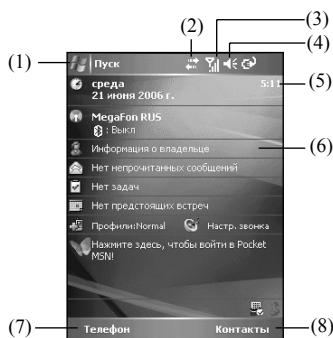 (3)
(2)
(4)
(1)
Пуск
(5)
среда
5:11
21 июня 2006 г.
MegaFon RUS
: Выкл
Информация о владельце
(6)
Нет непрочитанных сообщений
Нет задач
Нет предстоящих встреч
Профили:Normal
Настр. звонка
Нажмите здесь, чтобы войти в Pocket
MSN!
(7)
Телефон
Контакты
(8)